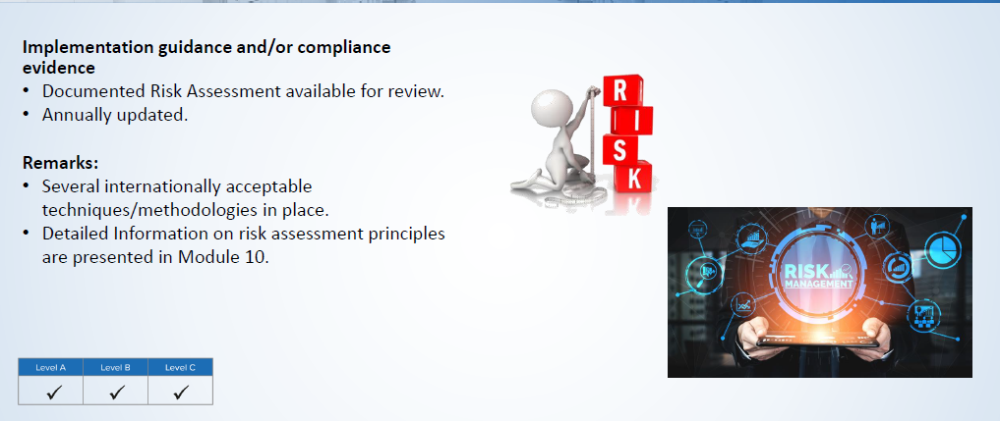 Implementation guidance and/or compliance
evidence
• Documented Risk Assessment available for review.
• Annually updated.
Remarks:
• Several internationally acceptable
techniques/methodologies in place.
• Detailed Information on risk assessment principles
are presented in Module 10.
R
I
S
K
RISK
MANAGEMENT
Level A Level B Level C
✓ ✓ ✓